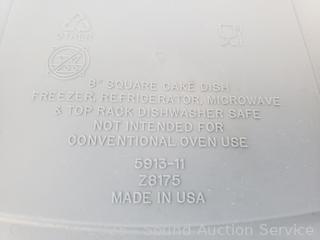 OTHER
8" SQUARE CAKE DISH
FREEZER, REFRIGERATOR, MICROWAVE
& TOP RACK DISHWASHER SAFE
NOT INTENDED FOR
CONVENTIONAL OVEN USE
5913-11
Z8175
MADE IN USA
Sound Auction Service